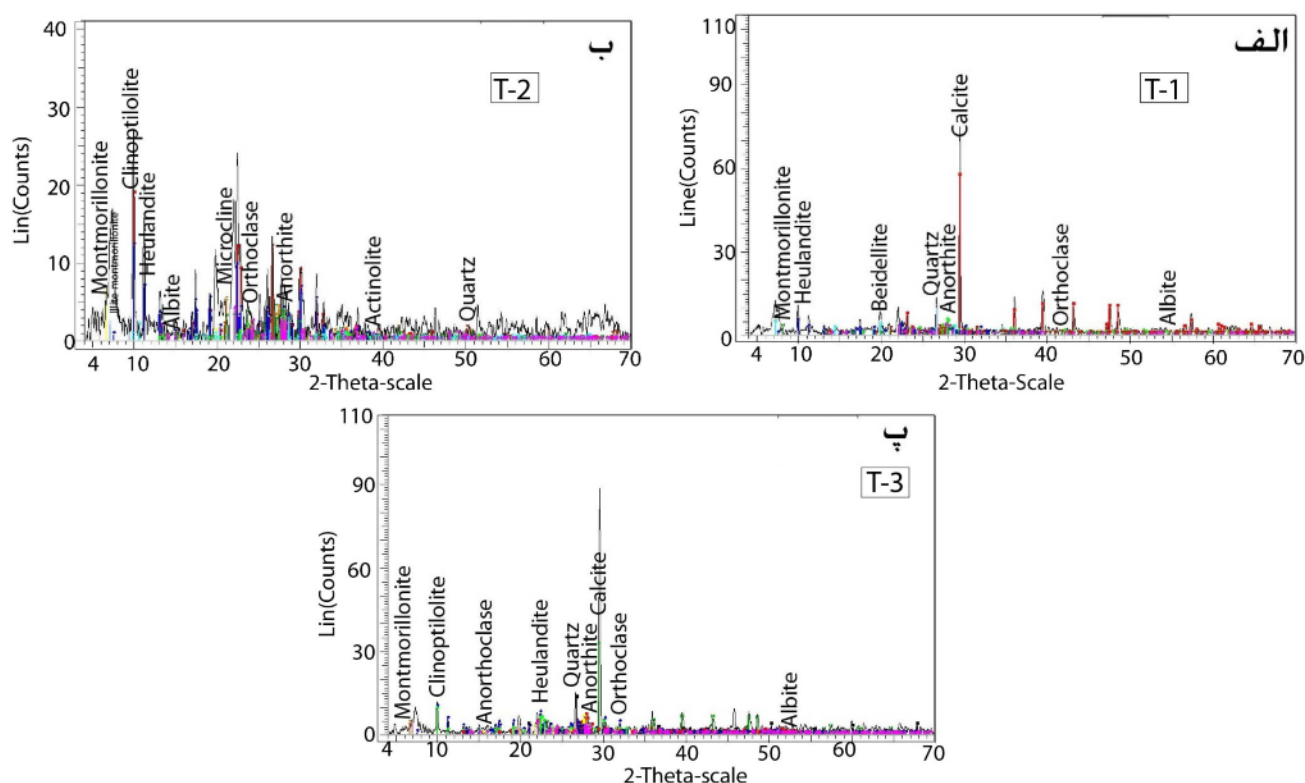 ب
T-2
Lin(Counts)
40
30
20
10
0
Montmorillonite
Illite montmorillonite
Clinoptilolite
Heulandite
Albite
Microcline
Orthoclase
Anorthite
Actinolite
Quartz
4 10 20 30 40 50 60 70
2-Theta-scale
الف
T-1
Line(Counts)
110
90
60
30
0
Montmorillonite
Heulandite
Beidellite
Quartz
Anorthite
Calcite
Orthoclase
Albite
4 10 20 30 40 50 60 70
2-Theta-Scale
پ
T-3
Lin(Counts)
110
90
60
30
0
Montmorillonite
Clinoptilolite
Anorthoclase
Heulandite
Quartz
Anorthite
Calcite
Orthoclase
Albite
4 10 20 30 40 50 60 70
2-Theta-scale